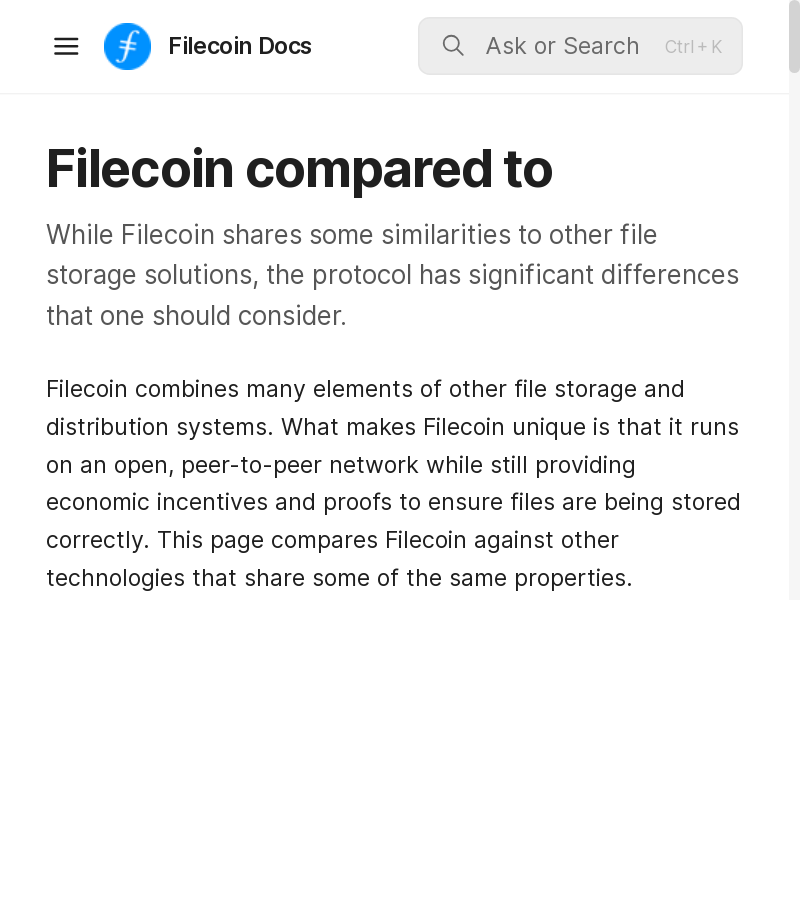 Filecoin Docs
Ask or Search Ctrl + K
Filecoin compared to
While Filecoin shares some similarities to other file
storage solutions, the protocol has significant differences
that one should consider.
Filecoin combines many elements of other file storage and
distribution systems. What makes Filecoin unique is that it runs
on an open, peer-to-peer network while still providing
economic incentives and proofs to ensure files are being stored
correctly. This page compares Filecoin against other
technologies that share some of the same properties.